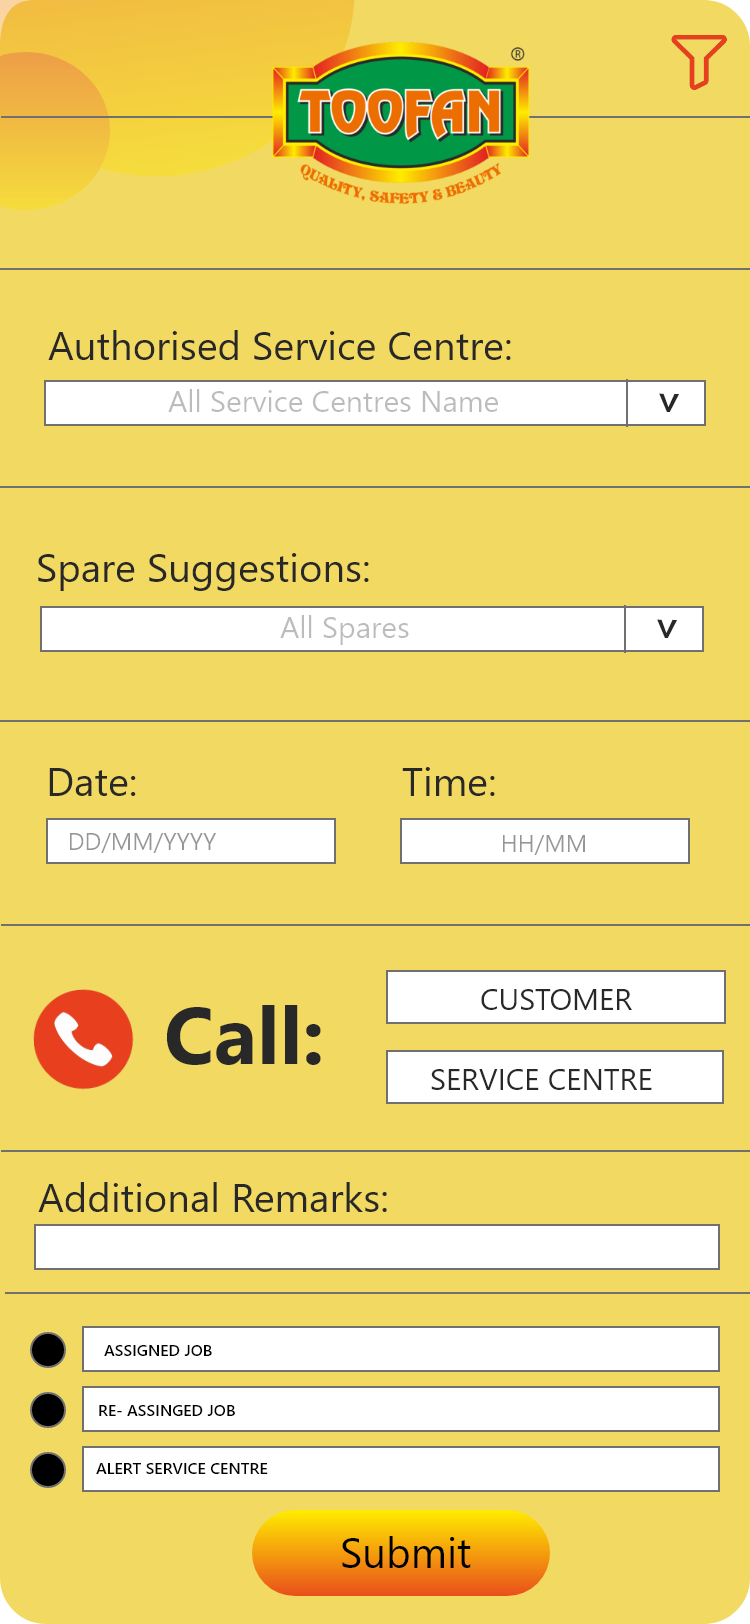 ®
TOOFAN
QUALITY, SAFETY & BEAUTY
Authorised Service Centre:
All Service Centres Name V
Spare Suggestions:
All Spares V
Date: Time:
DD/MM/YYYY HH/MM
CUSTOMER
Call:
SERVICE CENTRE
Additional Remarks:
ASSIGNED JOB
RE- ASSINGED JOB
ALERT SERVICE CENTRE
Submit